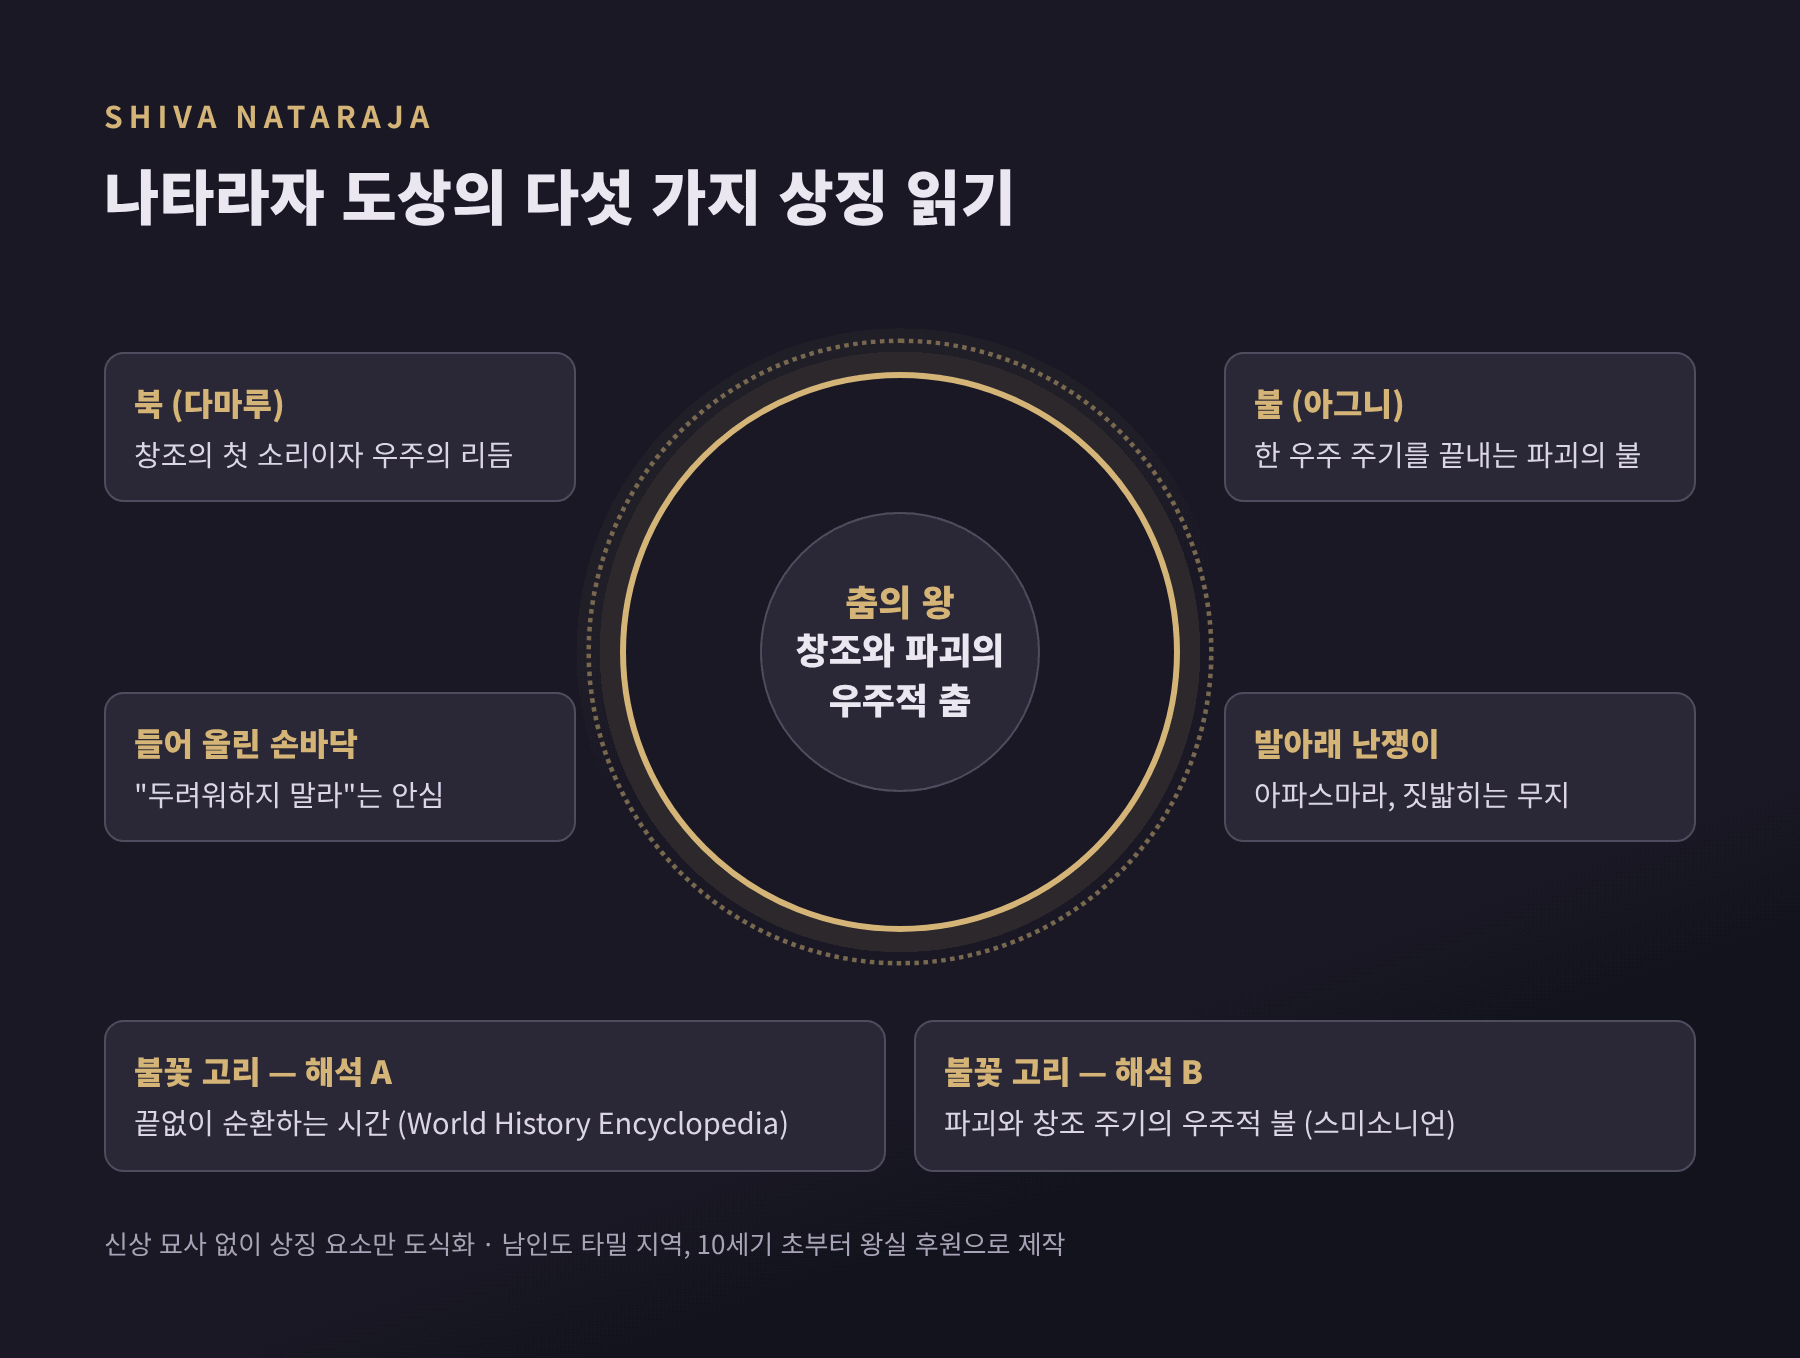 SHIVA NATARAJA
나타라자 도상의 다섯 가지 상징 읽기
북 (다마루)
창조의 첫 소리이자 우주의 리듬
불 (아그니)
한 우주 주기를 끝내는 파괴의 불
춤의 왕
창조와 파괴의
우주적 춤
들어 올린 손바닥
"두려워하지 말라"는 안심
발아래 난쟁이
아파스마라, 짓밟히는 무지
불꽃 고리 — 해석 A
끝없이 순환하는 시간 (World History Encyclopedia)
불꽃 고리 — 해석 B
파괴와 창조 주기의 우주적 불 (스미소니언)
신상 묘사 없이 상징 요소만 도식화 · 남인도 타밀 지역, 10세기 초부터 왕실 후원으로 제작